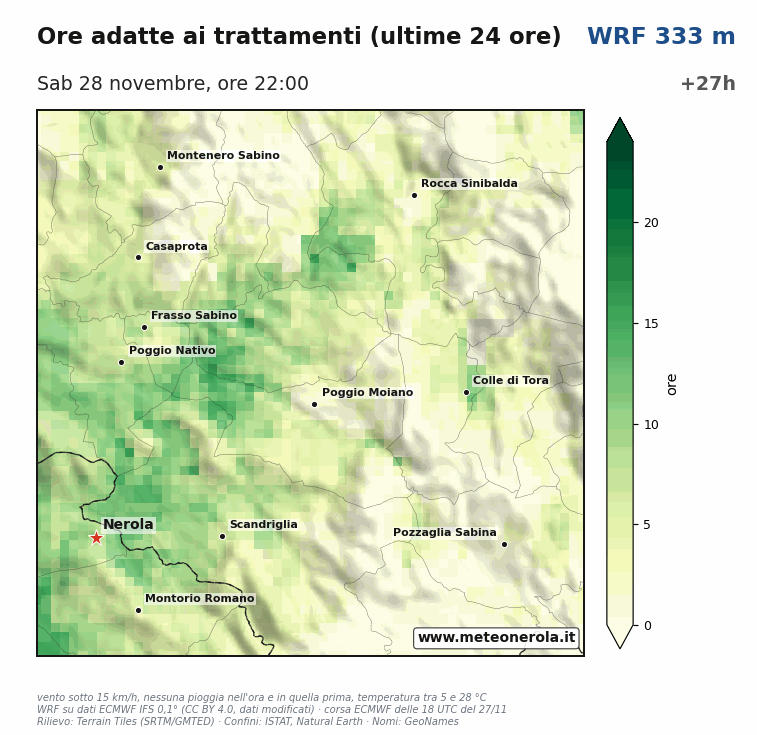 Ore adatte ai trattamenti (ultime 24 ore) WRF 333 m
Sab 28 novembre, ore 22:00 +27h
Montenero Sabino
Rocca Sinibalda
Casaprota
Frasso Sabino
Poggio Nativo
Colle di Tora
Poggio Moiano
Nerola
Scandriglia
Pozzaglia Sabina
Montorio Romano
www.meteonerola.it
20
15
10
5
0
ore
vento sotto 15 km/h, nessuna pioggia nell'ora e in quella prima, temperatura tra 5 e 28 °C
WRF su dati ECMWF IFS 0,1° (CC BY 4.0, dati modificati) · corsa ECMWF delle 18 UTC del 27/11
Rilievo: Terrain Tiles (SRTM/GMTED) · Confini: ISTAT, Natural Earth · Nomi: GeoNames